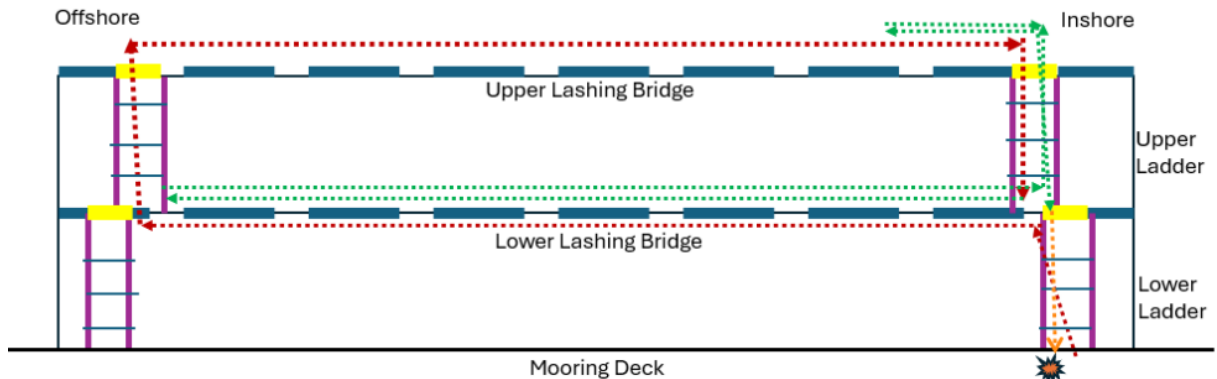 Offshore
Inshore
Upper Lashing Bridge
Upper
Ladder
Lower Lashing Bridge
Lower
Ladder
Mooring Deck